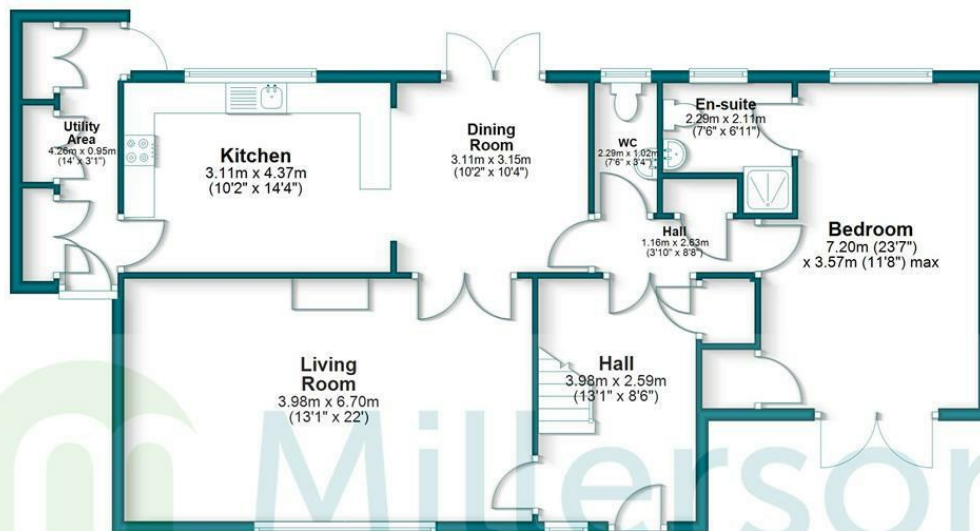 Utility
Area
4.26m x 0.95m
(14' x 3'1")
Kitchen
3.11m x 4.37m
(10'2" x 14'4")
Dining
Room
3.11m x 3.15m
(10'2" x 10'4")
WC
2.29m x 1.02m
(7'6" x 3'4")
En-suite
2.29m x 2.11m
(7'6" x 6'11")
Hall
1.16m x 2.63m
(3'10" x 8'8")
Bedroom
7.20m (23'7")
x 3.57m (11'8") max
Living
Room
3.98m x 6.70m
(13'1" x 22')
Hall
3.98m x 2.59m
(13'1" x 8'6")
Millerson